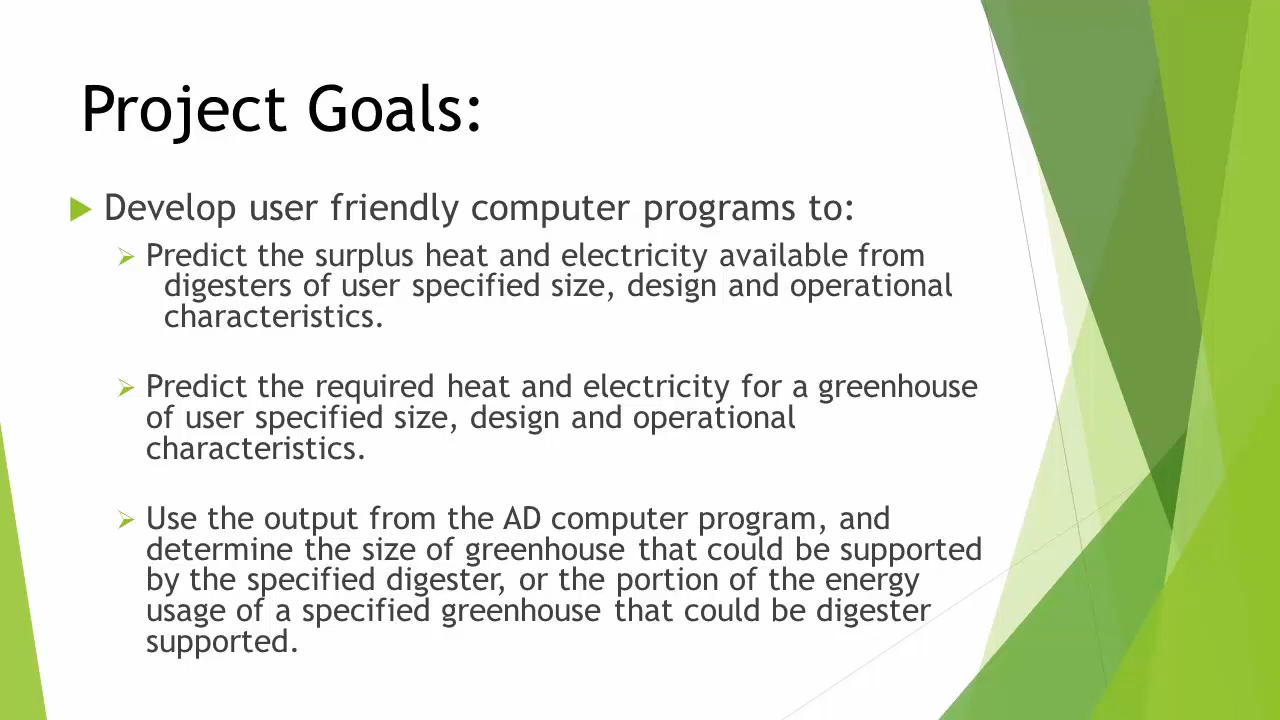 Project Goals:
Develop user friendly computer programs to:
Predict the surplus heat and electricity available from
digesters of user specified size, design and operational
characteristics.
Predict the required heat and electricity for a greenhouse
of user specified size, design and operational
characteristics.
Use the output from the AD computer program, and
determine the size of greenhouse that could be supported
by the specified digester, or the portion of the energy
usage of a specified greenhouse that could be digester
supported.